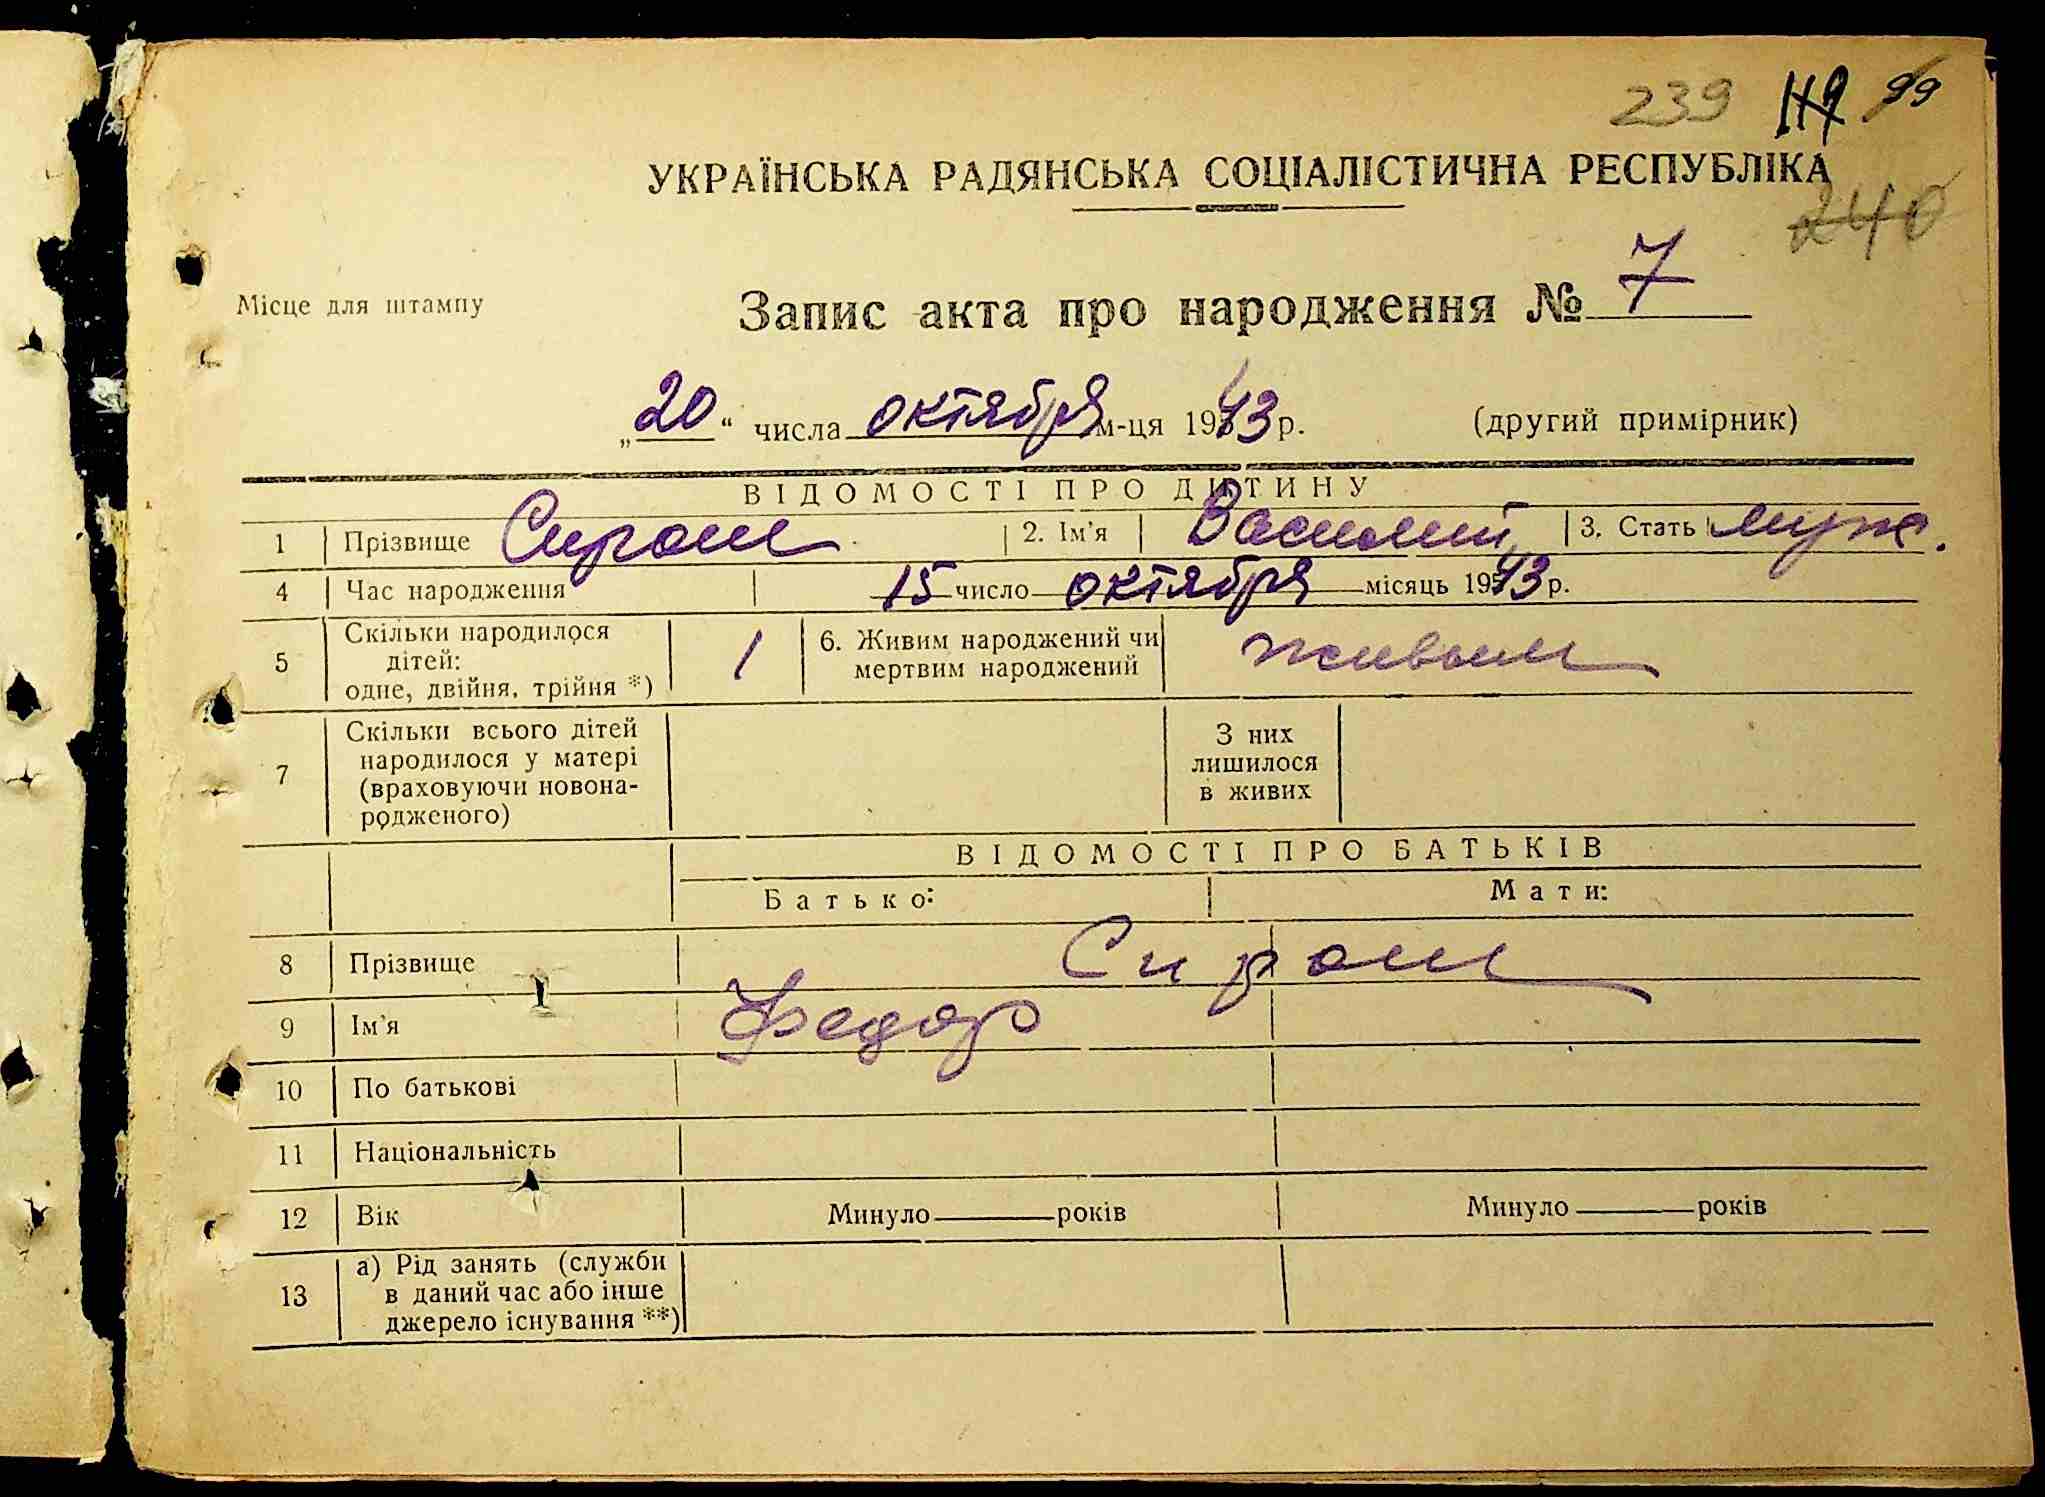 239 119 99
УКРАЇНСЬКА РАДЯНСЬКА СОЦІАЛІСТИЧНА РЕСПУБЛІКА
240
Місце для штампу
Запис акта про народження № 7
„20“ числа октября м-ця 1943 р. (другий примірник)
ВІДОМОСТІ ПРО ДИТИНУ
1 Прізвище Сирош 2. Ім'я Василий 3. Стать муж.
4 Час народження 15 число октября місяць 1943 р.
5 Скільки народилося дітей: одне, двійня, трійня *) 1 6. Живим народжений чи мертвим народжений живым
7 Скільки всього дітей народилося у матері (враховуючи новонародженого) З них лишилося в живих
ВІДОМОСТІ ПРО БАТЬКІВ
Батько: Мати:
8 Прізвище Сирош
9 Ім'я Федор
10 По батькові
11 Національність
12 Вік Минуло років Минуло років
13 а) Рід занять (служби в даний час або інше джерело існування **)